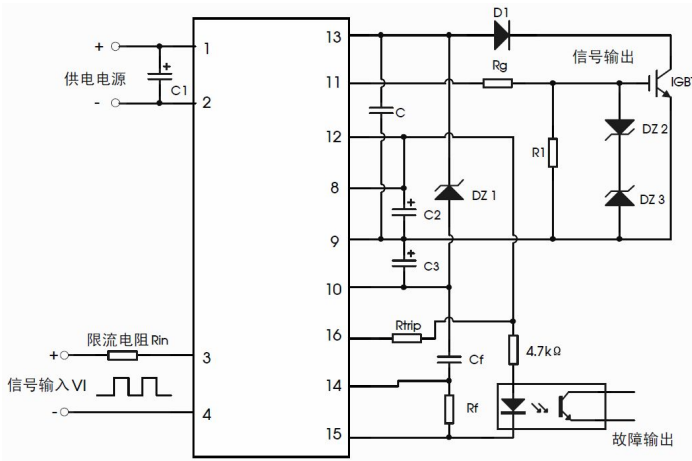 D1
+
1
13
信号输出
供电电源
+
C1
Rg
11
IGBT
-
2
C
DZ 2
12
R1
8
+
C2
DZ 1
DZ 3
9
+
C3
10
Rtrip
16
限流电阻Rin
+
3
Cf
4.7kΩ
信号输入VI
14
Rf
-
4
15
故障输出